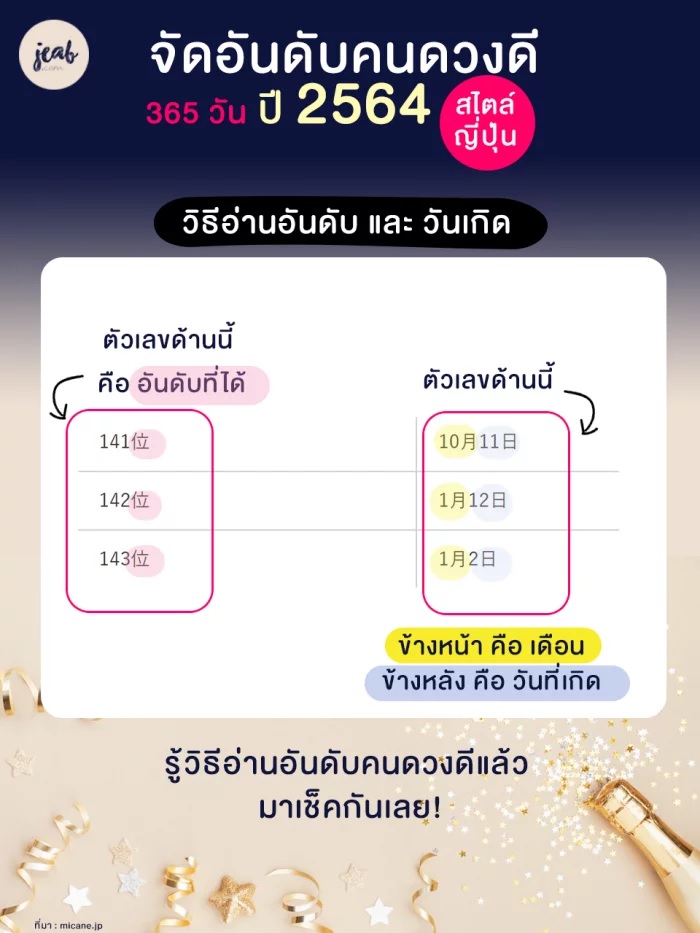 jeab
.com
จัดอันดับคนดวงดี
365 วัน ปี 2564 สไตล์
ญี่ปุ่น
วิธีอ่านอันดับ และ วันเกิด
ตัวเลขด้านนี้
คือ อันดับที่ได้
ตัวเลขด้านนี้
141位 10月11日
142位 1月12日
143位 1月2日
ข้างหน้า คือ เดือน
ข้างหลัง คือ วันที่เกิด
รู้วิธีอ่านอันดับคนดวงดีแล้ว
มาเช็คกันเลย!
ที่มา : micane.jp